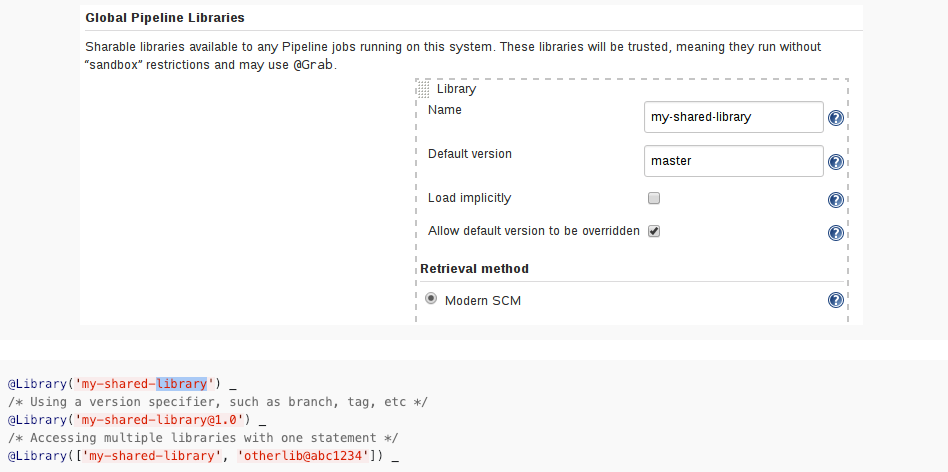 Global Pipeline Libraries
Sharable libraries available to any Pipeline jobs running on this system. These libraries will be trusted, meaning they run without
“sandbox” restrictions and may use @Grab.
Library
Name
my-shared-library
?
Default version
master
?
Load implicitly
?
Allow default version to be overridden
?
Retrieval method
Modern SCM
?
@Library('my-shared-library') _
/* Using a version specifier, such as branch, tag, etc */
@Library('my-shared-library@1.0') _
/* Accessing multiple libraries with one statement */
@Library(['my-shared-library', 'otherlib@abc1234']) _